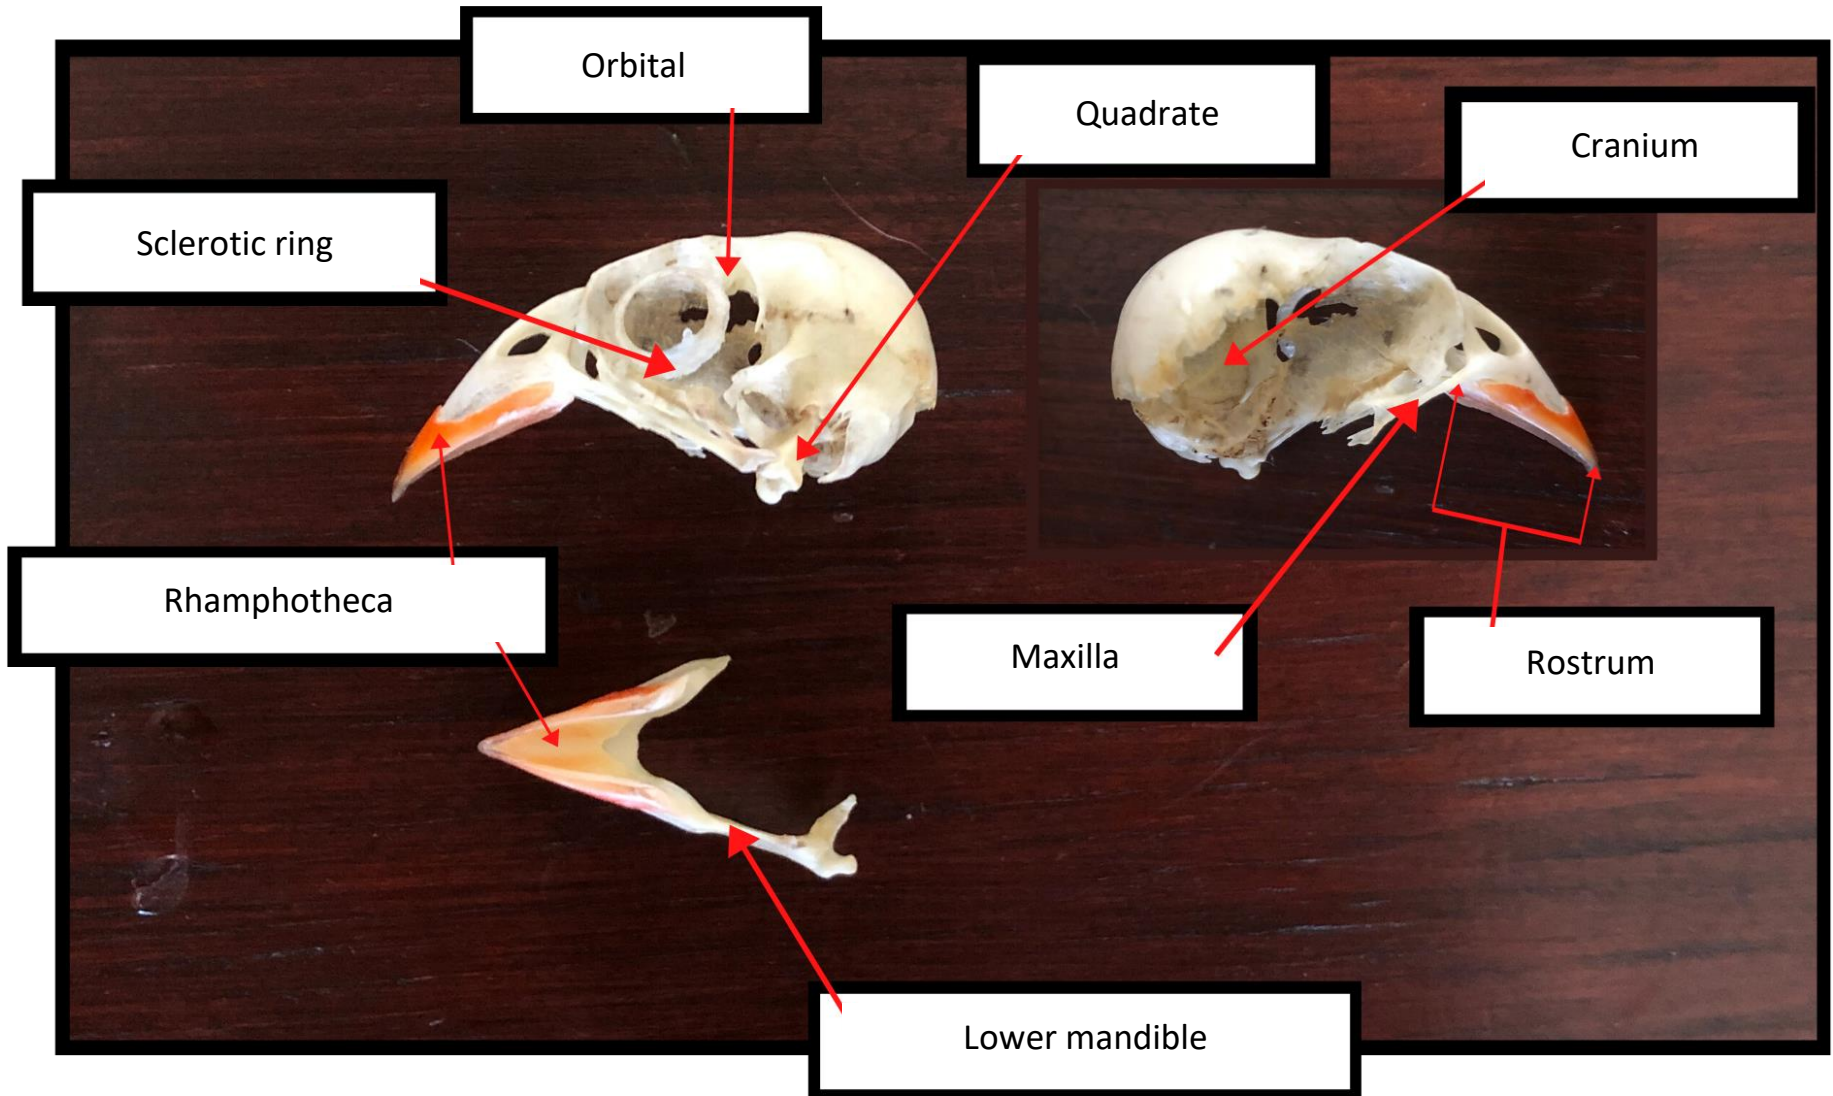 Orbital
Quadrate
Cranium
Sclerotic ring
Rhamphotheca
Maxilla
Rostrum
Lower mandible